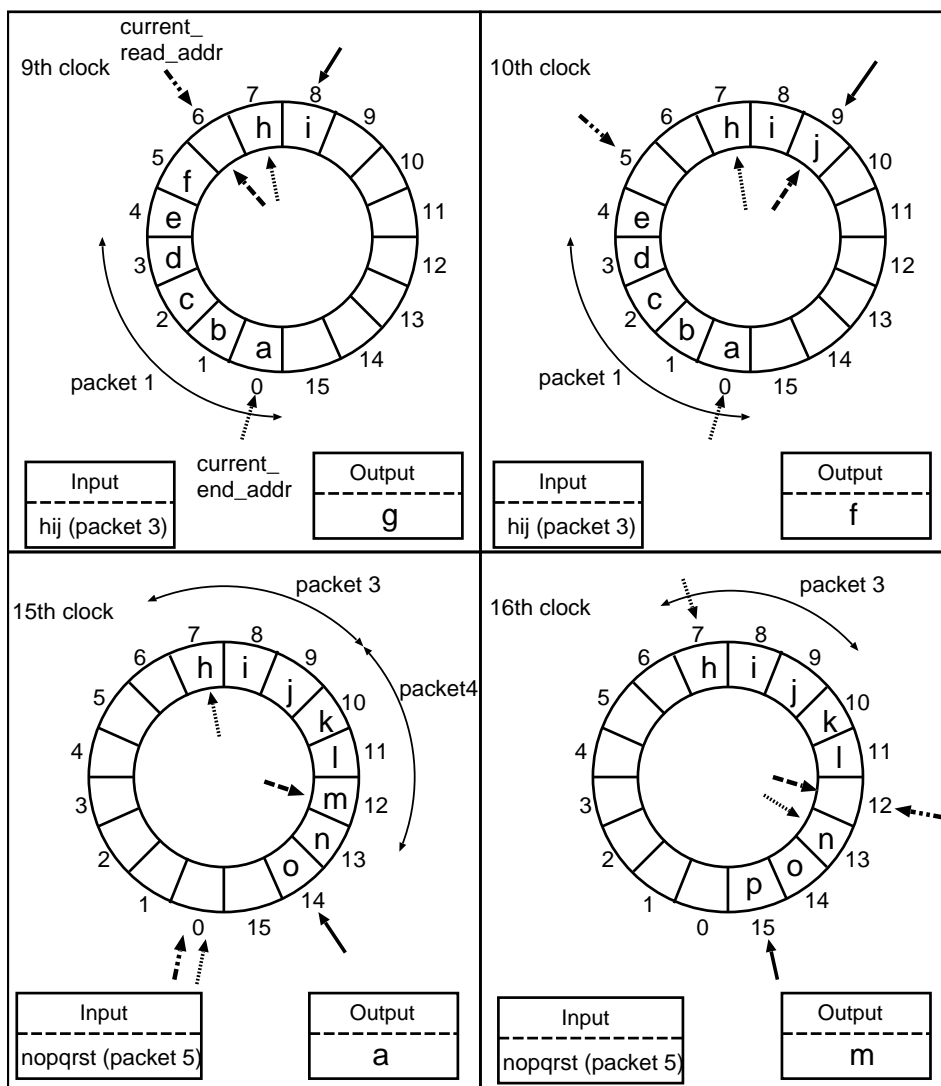 9th clock
current_
read_addr
6
7
8
9
5
h
i
10
f
4
e
11
3
d
12
c
2
b
a
13
1
14
packet 1
0
15
current_
end_addr
Input
hij (packet 3)
Output
g
10th clock
6
7
8
9
5
h
i
j
10
4
e
11
3
d
12
c
2
b
a
13
1
14
packet 1
0
15
Input
hij (packet 3)
Output
f
15th clock
packet 3
6
7
8
9
packet4
5
h
i
j
10
k
4
l
11
3
m
12
n
2
o
13
1
14
0
15
Input
nopqrst (packet 5)
Output
a
16th clock
packet 3
6
7
8
9
5
h
i
j
10
k
4
l
11
3
12
n
2
o
13
p
1
14
0
15
Input
nopqrst (packet 5)
Output
m